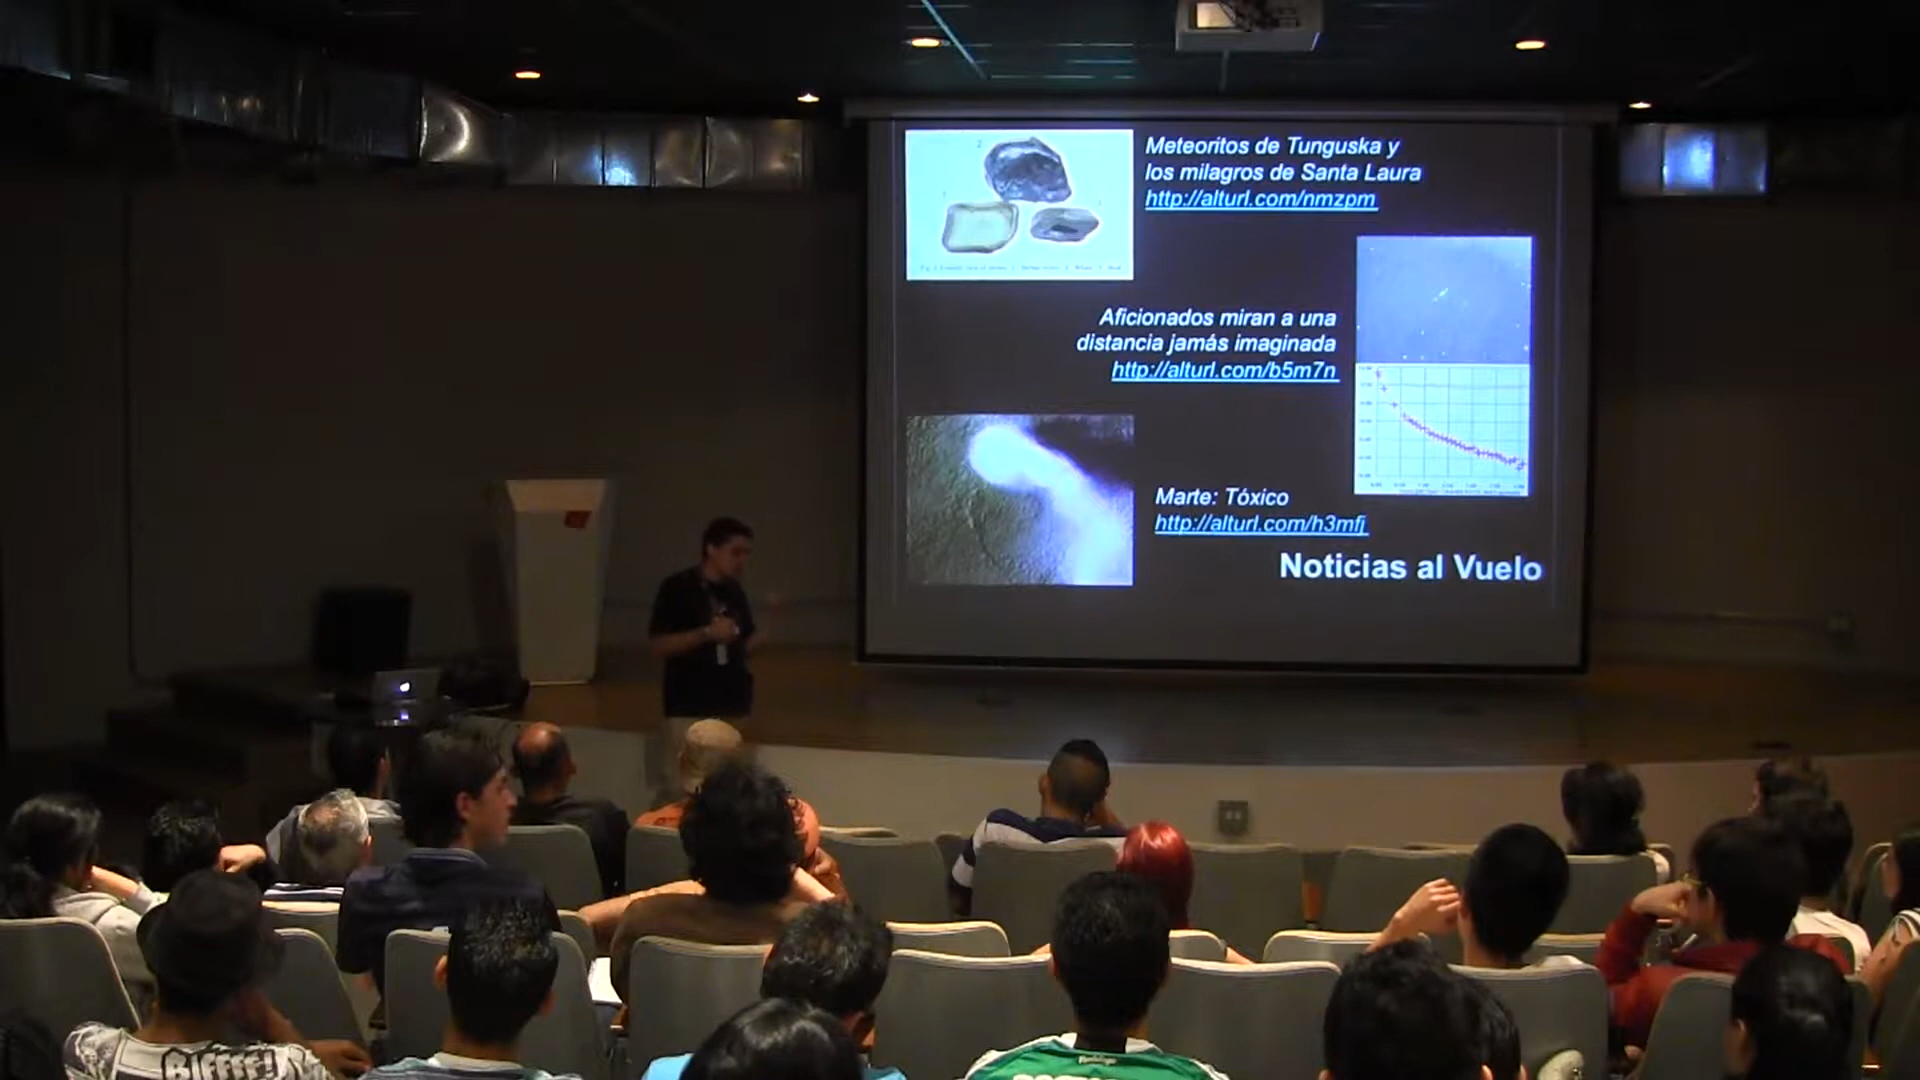 Meteoritos de Tunguska y
los milagros de Santa Laura
http://alturl.com/nmzpm
Aficionados miran a una
distancia jamás imaginada
http://alturl.com/b5m7n
Marte: Tóxico
http://alturl.com/h3mfj
Noticias al Vuelo
Rodrigo